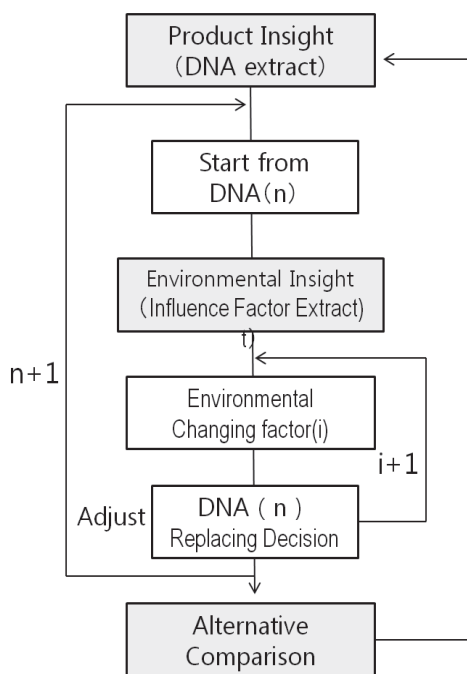 Product Insight
（DNA extract）
Start from
DNA（n）
Environmental Insight
（Influence Factor Extract)
t)
n+1
Environmental
Changing factor(i)
i+1
Adjust
DNA（n）
Replacing Decision
Alternative
Comparison